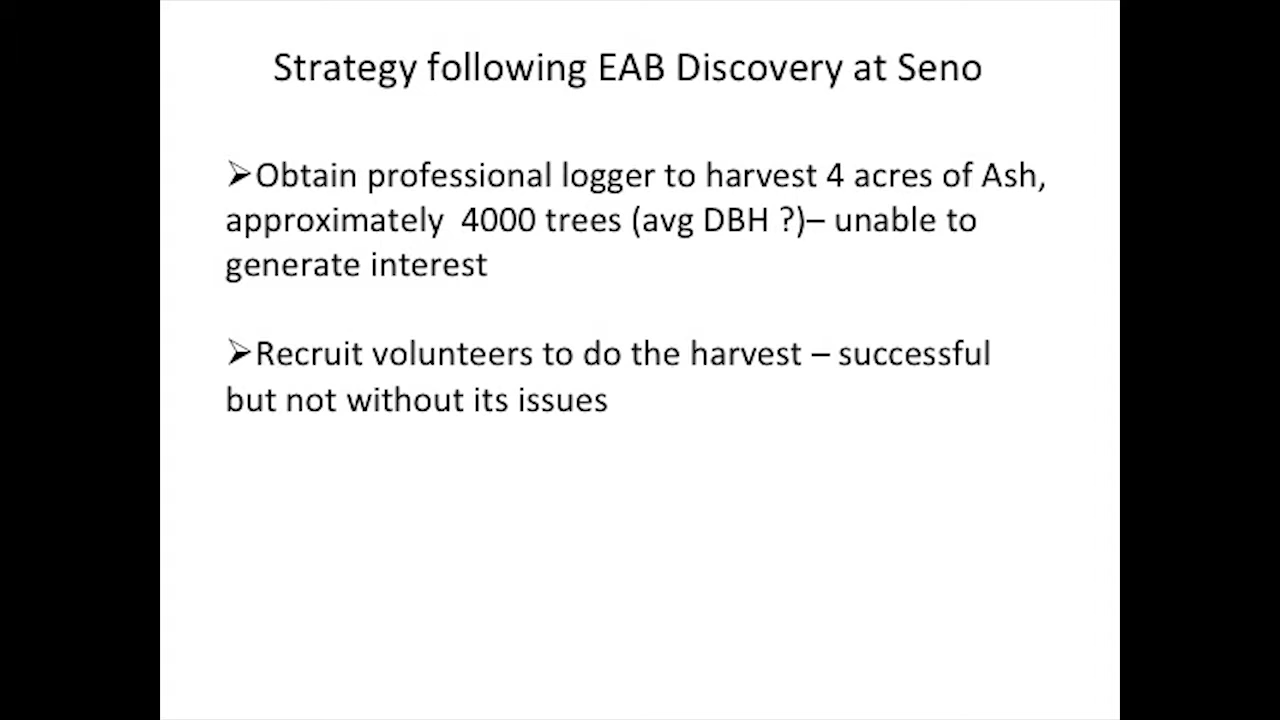 Strategy following EAB Discovery at Seno
➢Obtain professional logger to harvest 4 acres of Ash,
approximately  4000 trees (avg DBH ?)– unable to
generate interest
➢Recruit volunteers to do the harvest – successful
but not without its issues